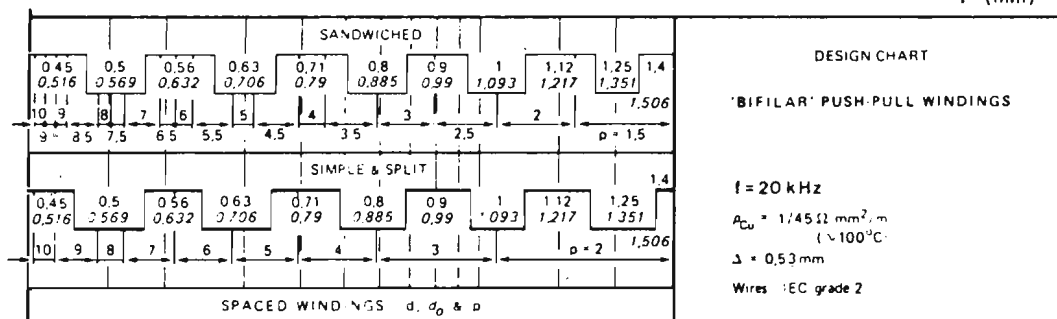 (mm)
SANDWICHED
0,45 0,5 0,56 0,63 0,71 0,8 0,9 1 1,12 1,25 1,4
0,516 0,569 0,632 0,706 0,79 0,885 0,99 1,093 1,217 1,351 1,506
10 9 8 7 6 5 4 3 2
9 8,5 7,5 6,5 5,5 4,5 3,5 2,5 p = 1,5
SIMPLE & SPLIT
0,45 0,5 0,56 0,63 0,71 0,8 0,9 1 1,12 1,25 1,4
0,516 0,569 0,632 0,706 0,79 0,885 0,99 1,093 1,217 1,351 1,506
10 9 8 7 6 5 4 3 p = 2
SPACED WINDINGS d, do & p
DESIGN CHART
'BIFILAR' PUSH-PULL WINDINGS
f = 20 kHz
ρCu = 1/45 Ω mm²/m
(~100°C)
Δ = 0,53 mm
Wires IEC grade 2